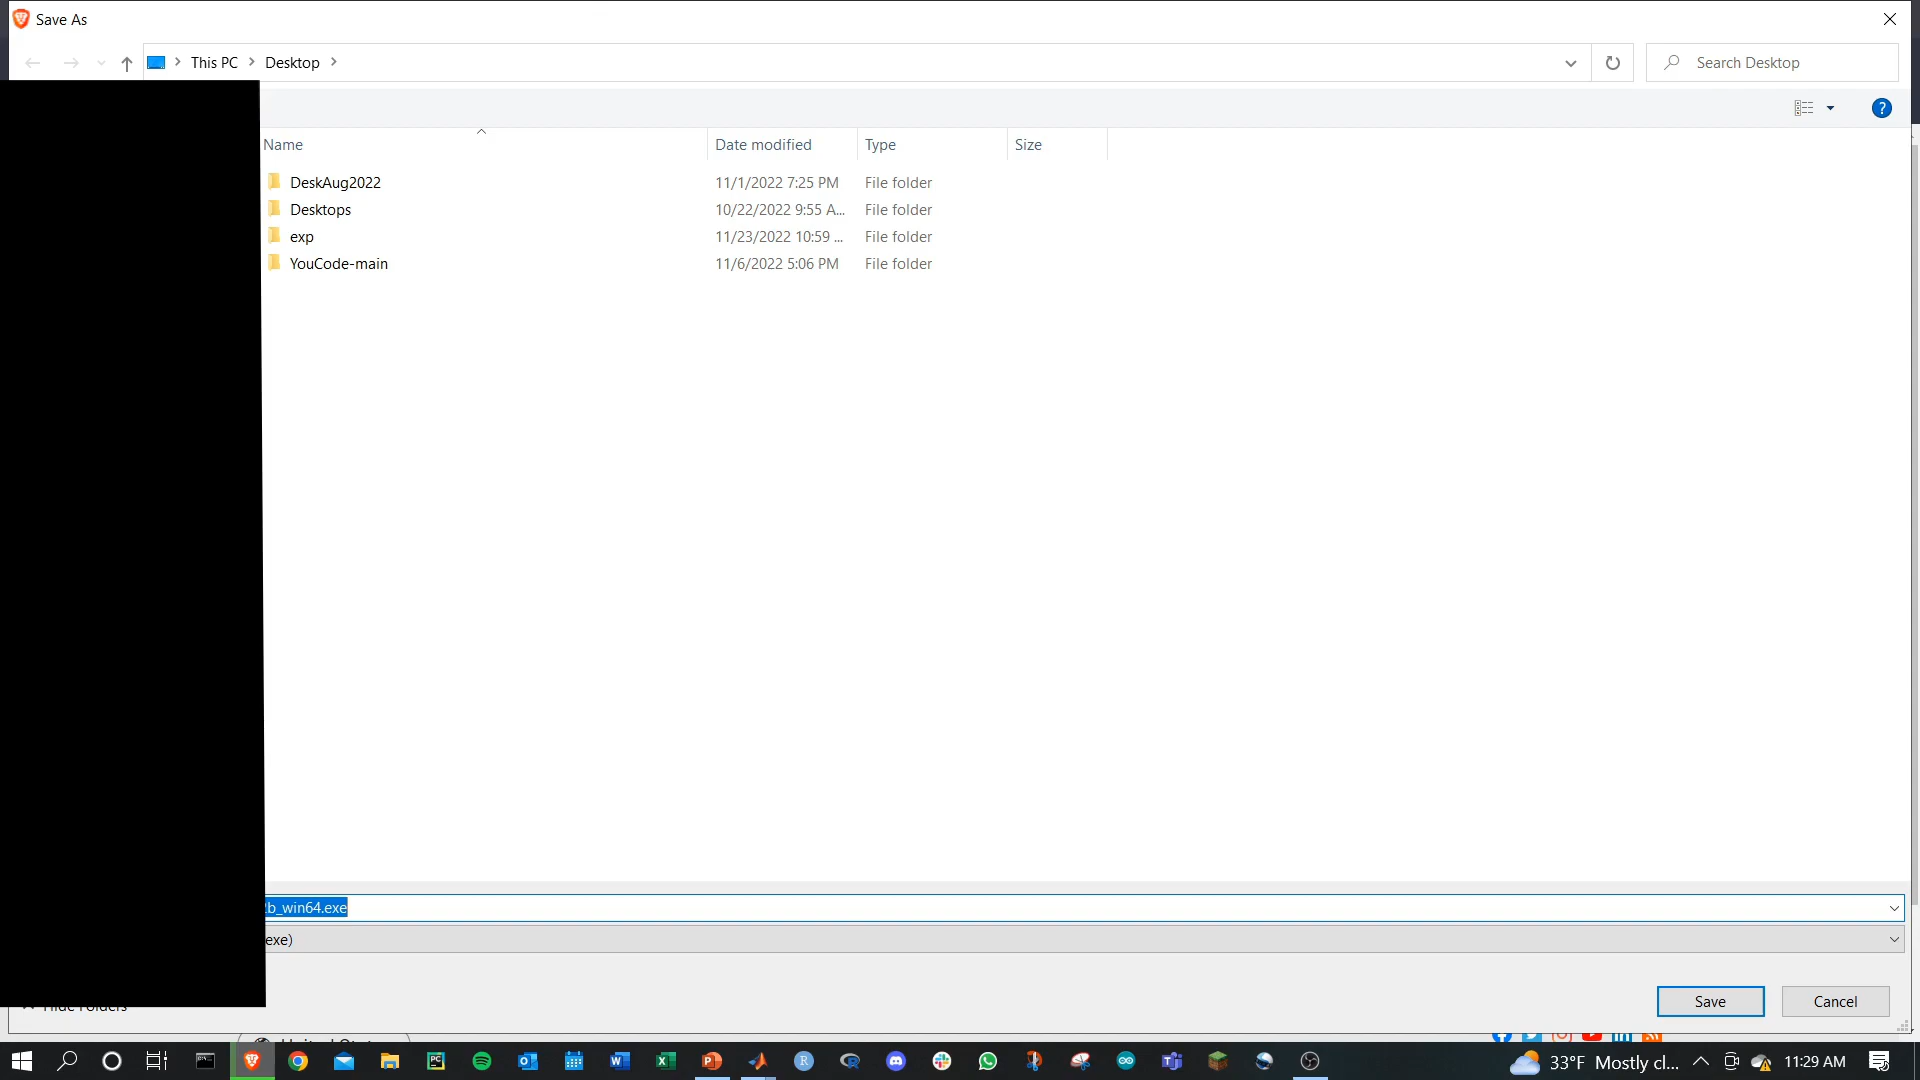 Save As
This PC > Desktop >
Search Desktop
Name Date modified Type Size
DeskAug2022 11/1/2022 7:25 PM File folder
Desktops 10/22/2022 9:55 A... File folder
exp 11/23/2022 10:59 ... File folder
YouCode-main 11/6/2022 5:06 PM File folder
b_win64.exe
exe)
Hide Folders
Save Cancel
33°F Mostly cl... 11:29 AM